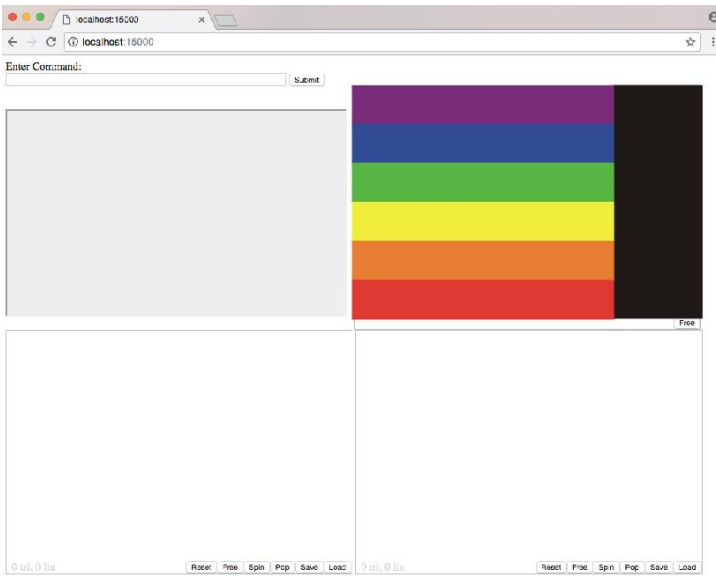 localhost:15000
localhost:15000
Enter Command:
Submit
Free
0 tri, 0 lin
Reset Free Spin Pop Save Load
0 tri, 0 lin
Reset Free Spin Pop Save Load